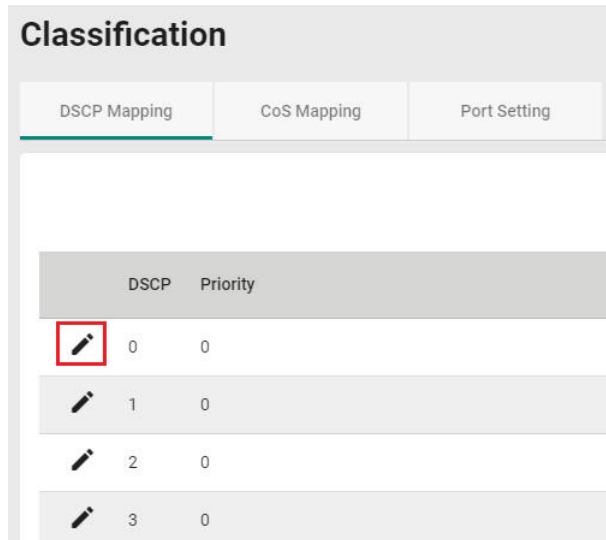 Classification
DSCP Mapping CoS Mapping Port Setting
DSCP Priority
0 0
1 0
2 0
3 0